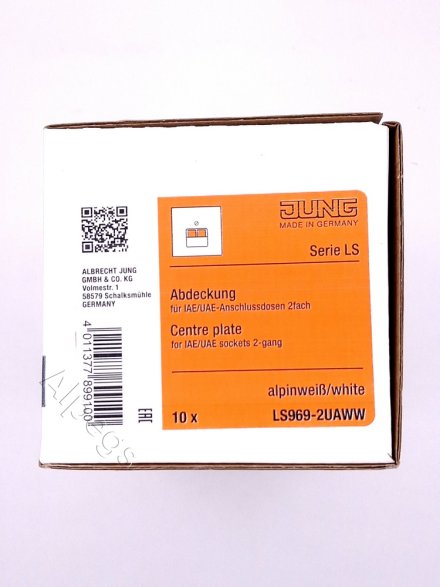 JUNG
MADE IN GERMANY
Serie LS
ALBRECHT JUNG
GMBH & CO. KG
Volmestr. 1
58579 Schalksmühle
GERMANY
Abdeckung
für IAE/UAE-Anschlussdosen 2fach
Centre plate
for IAE/UAE sockets 2-gang
4 011377 899100
EAC
alpinweiß/white
10 x LS969-2UAWW
Allpegs